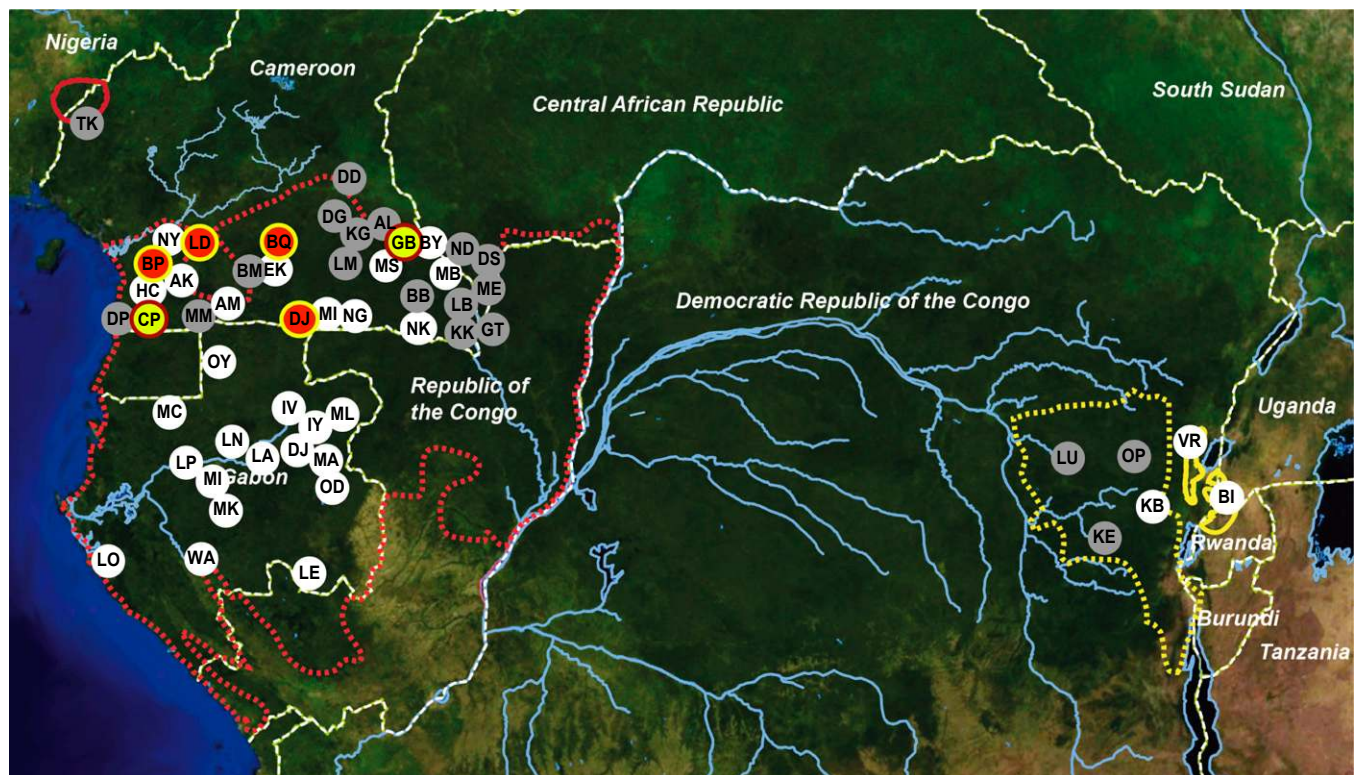 Nigeria
Cameroon
Central African Republic
South Sudan
TK
DD
DG
AL
KG
NY
LD
BQ
GB
BY
ND
DS
BP
AK
BM
EK
LM
MS
MB
HC
AM
BB
LB
ME
DP
CP
MM
DJ
MI
NG
NK
KK
GT
Democratic Republic of the Congo
OY
Republic of
the Congo
MC
IV
IY
ML
Uganda
LN
LA
DJ
MA
LP
MI
Gabon
OD
MK
LU
OP
VR
KB
BI
KE
Rwanda
LO
WA
LE
Burundi
Tanzania